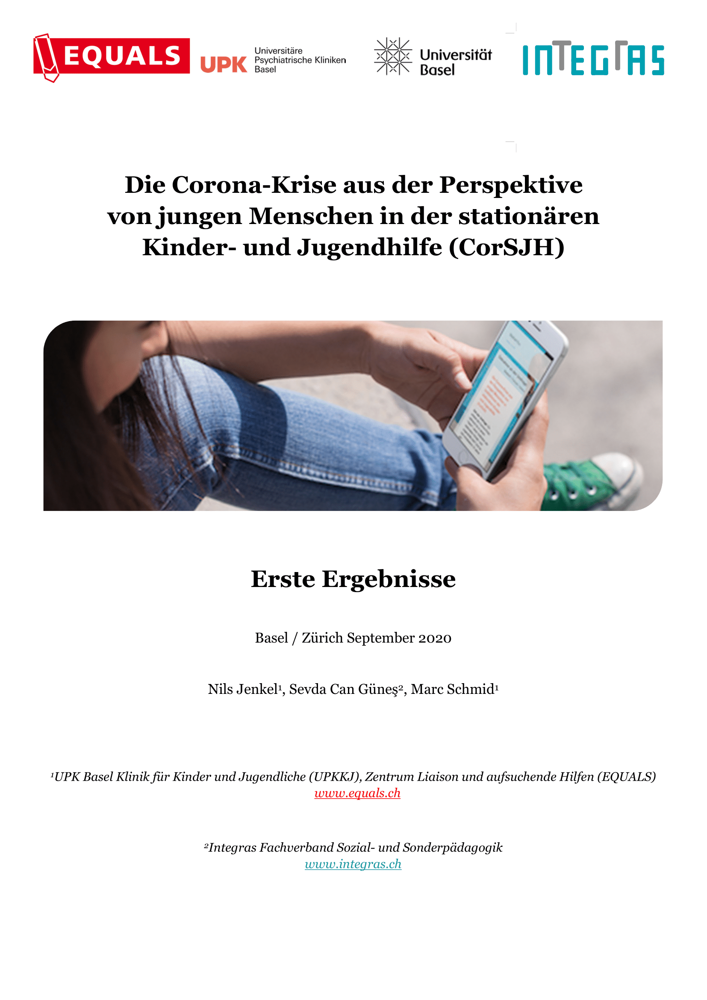 EQUALS
UPK
Universitäre
Psychiatrische Kliniken
Basel
Universität
Basel
INTEGRAS
Die Corona-Krise aus der Perspektive
von jungen Menschen in der stationären
Kinder- und Jugendhilfe (CorSJH)
Erste Ergebnisse
Basel / Zürich September 2020
Nils Jenkel¹, Sevda Can Güneş², Marc Schmid¹
¹UPK Basel Klinik für Kinder und Jugendliche (UPKKJ), Zentrum Liaison und aufsuchende Hilfen (EQUALS)
www.equals.ch
²Integras Fachverband Sozial- und Sonderpädagogik
www.integras.ch